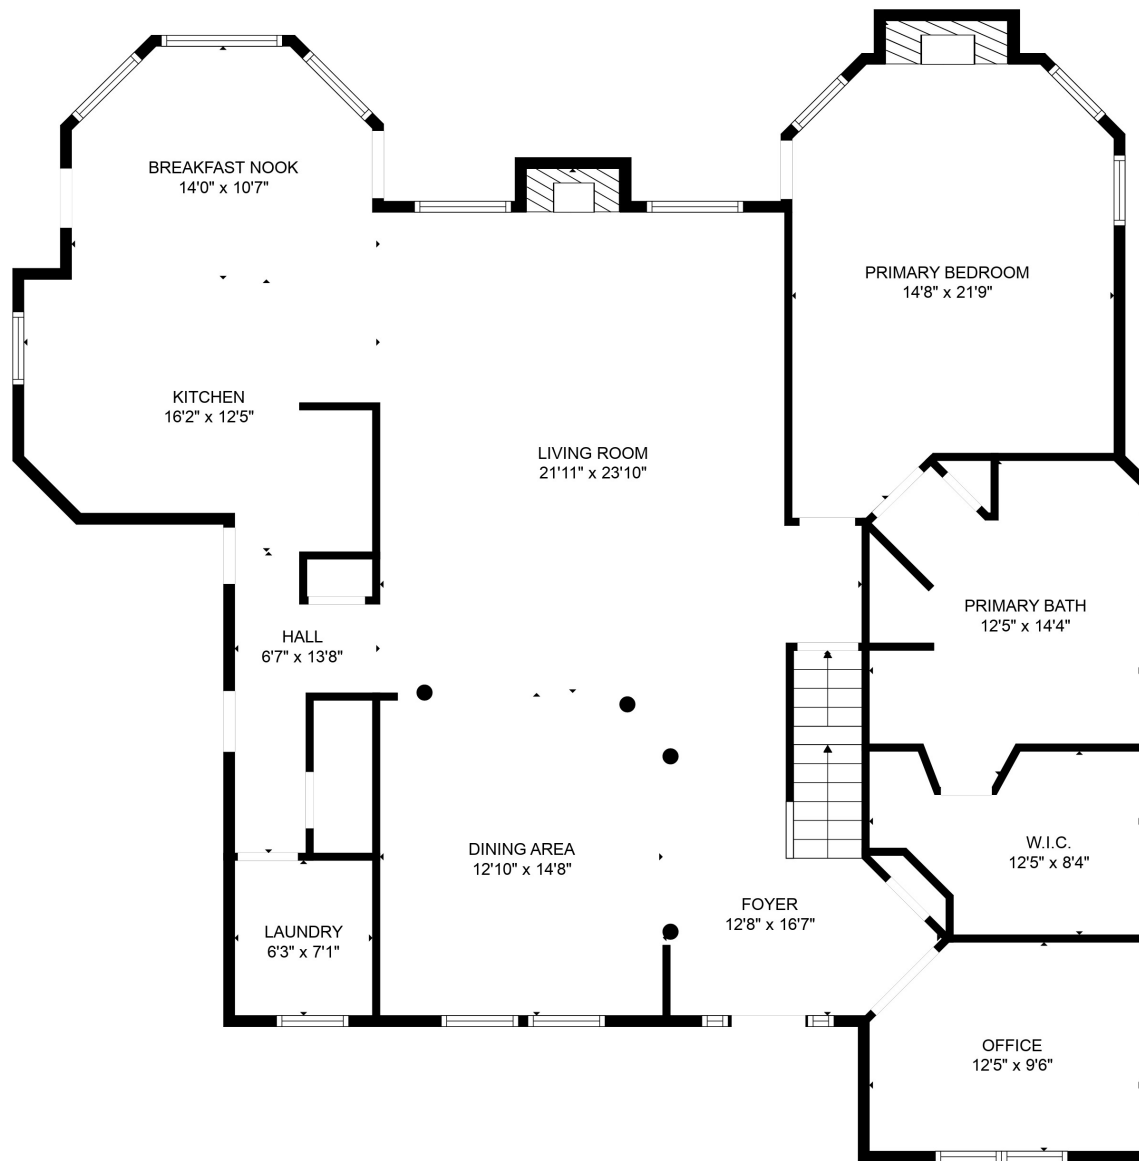 BREAKFAST NOOK
14'0" x 10'7"
PRIMARY BEDROOM
14'8" x 21'9"
KITCHEN
16'2" x 12'5"
LIVING ROOM
21'11" x 23'10"
PRIMARY BATH
12'5" x 14'4"
HALL
6'7" x 13'8"
DINING AREA
12'10" x 14'8"
W.I.C.
12'5" x 8'4"
FOYER
12'8" x 16'7"
LAUNDRY
6'3" x 7'1"
OFFICE
12'5" x 9'6"